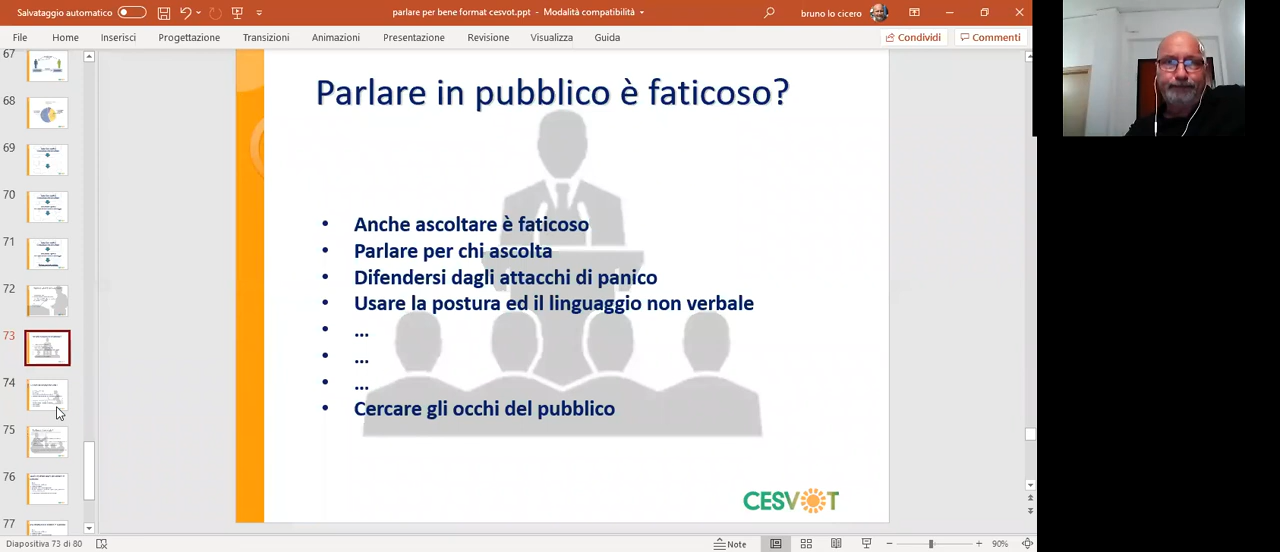 Salvataggio automatico
parlare per bene format cesvot.ppt - Modalità compatibilità
bruno lo cicero
File Home Inserisci Progettazione Transizioni Animazioni Presentazione Revisione Visualizza Guida
Condividi Commenti
67
68
69
70
71
72
73
74
75
76
77
Parlare in pubblico è faticoso?
• Anche ascoltare è faticoso
• Parlare per chi ascolta
• Difendersi dagli attacchi di panico
• Usare la postura ed il linguaggio non verbale
• ...
• ...
• ...
• Cercare gli occhi del pubblico
CESVOT
Diapositiva 73 di 80
Note
90%